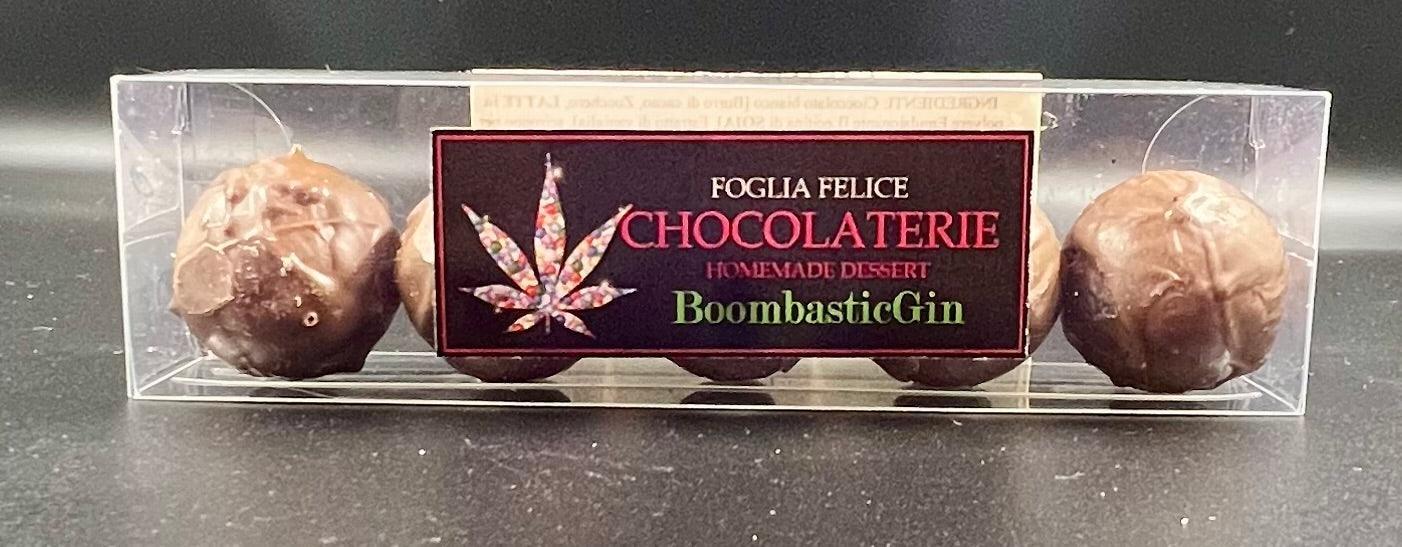 INGREDIENTI: Cioccolato bianco [Burro di cacao, Zucchero, LATTE in
polvere Emulsionante [Lecitina di SOIA], Estratto di vaniglia],
FOGLIA FELICE
CHOCOLATERIE
HOMEMADE DESSERT
BoombasticGin